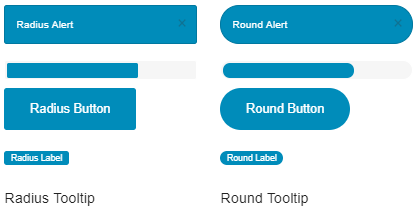 Radius Alert ×
Round Alert ×
Radius Button
Round Button
Radius Label
Round Label
Radius Tooltip
Round Tooltip